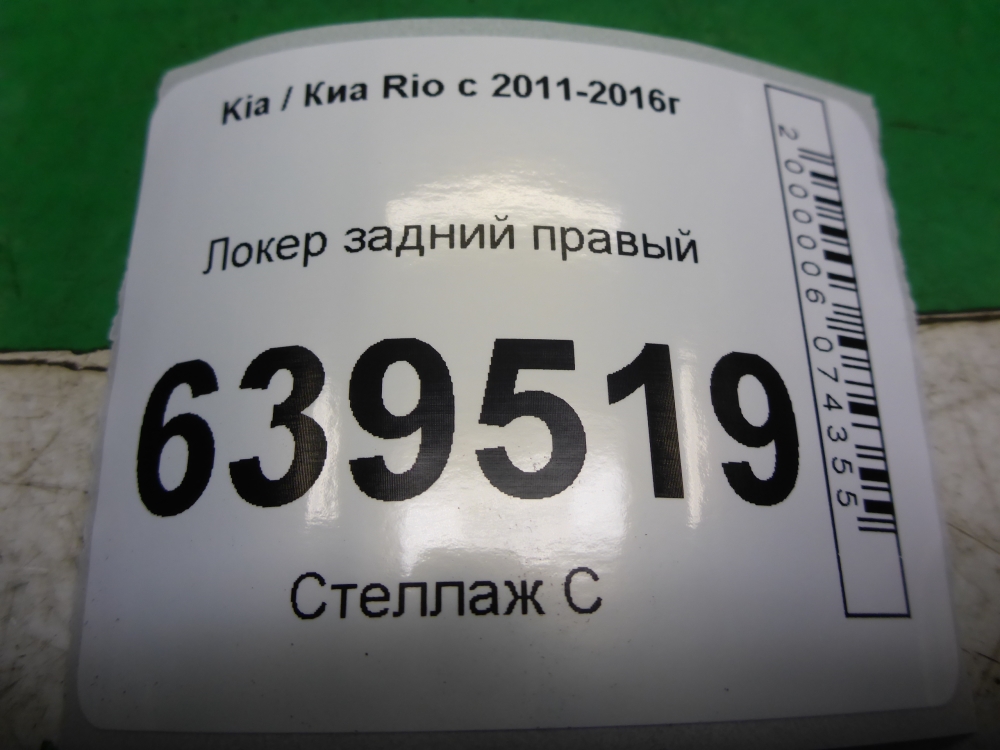 Kia / Киа Rio с 2011-2016г
Локер задний правый
639519
Стеллаж С
2000006074355